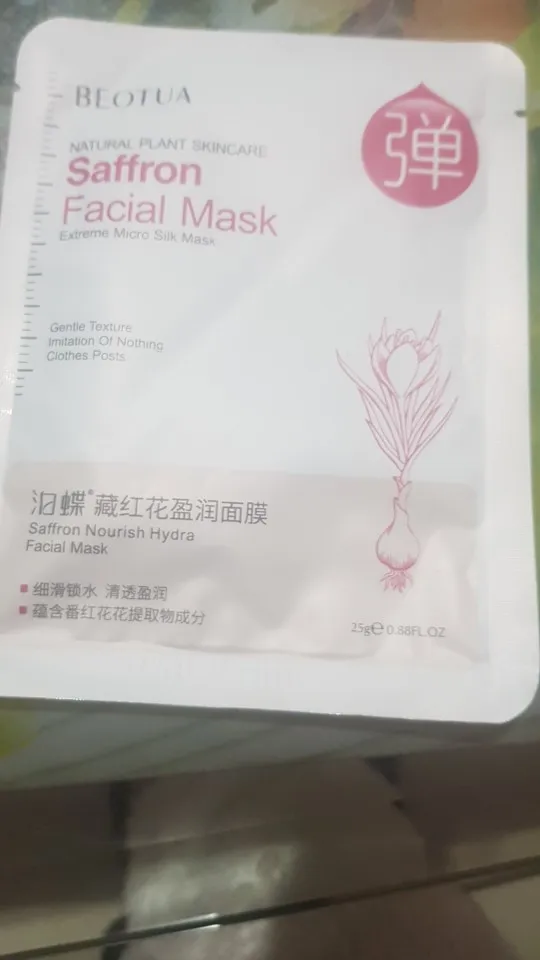 BEOTUA
弹
NATURAL PLANT SKINCARE
Saffron
Facial Mask
Extreme Micro Silk Mask
Gentle Texture
Imitation Of Nothing
Clothes Posts
汩蝶®藏红花盈润面膜
Saffron Nourish Hydra
Facial Mask
■ 细滑锁水 清透盈润
■ 蕴含番红花花提取物成分
25g℮0.88FL.OZ